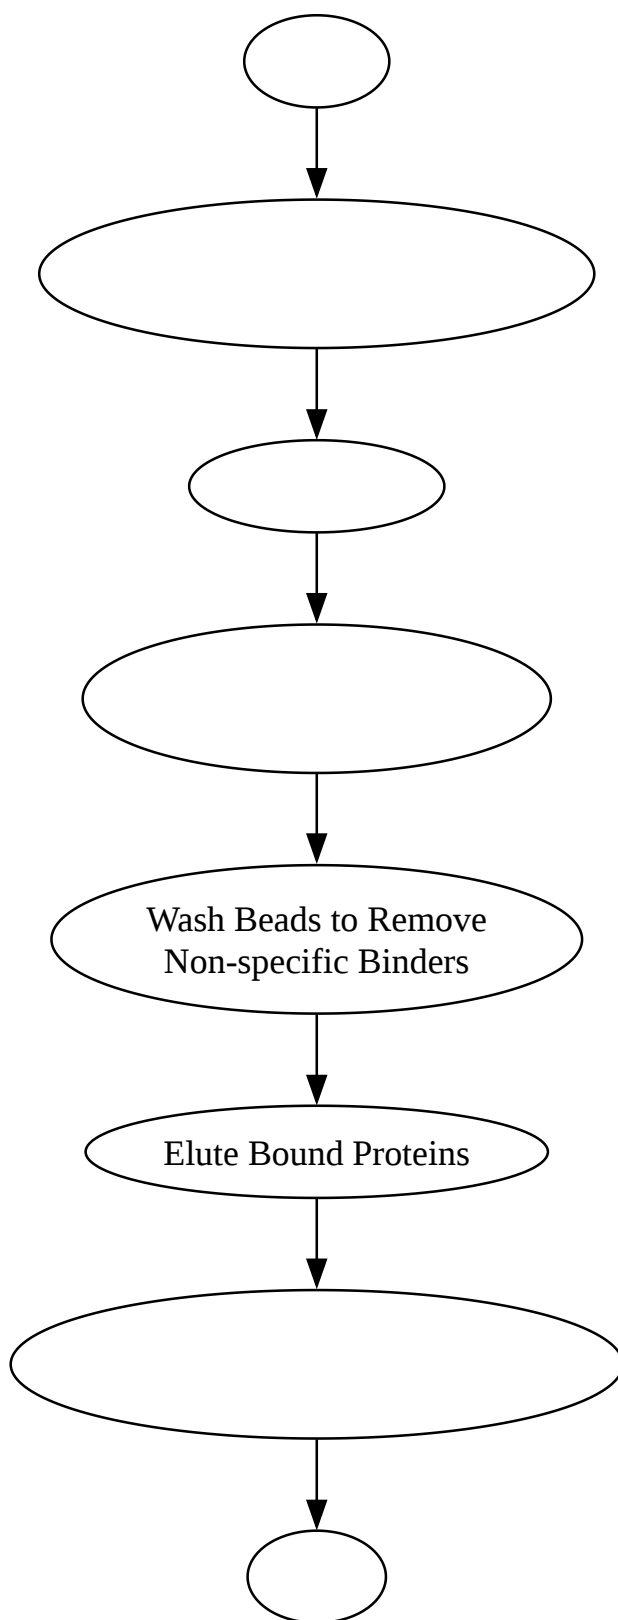 Wash Beads to Remove
Non-specific Binders
Elute Bound Proteins